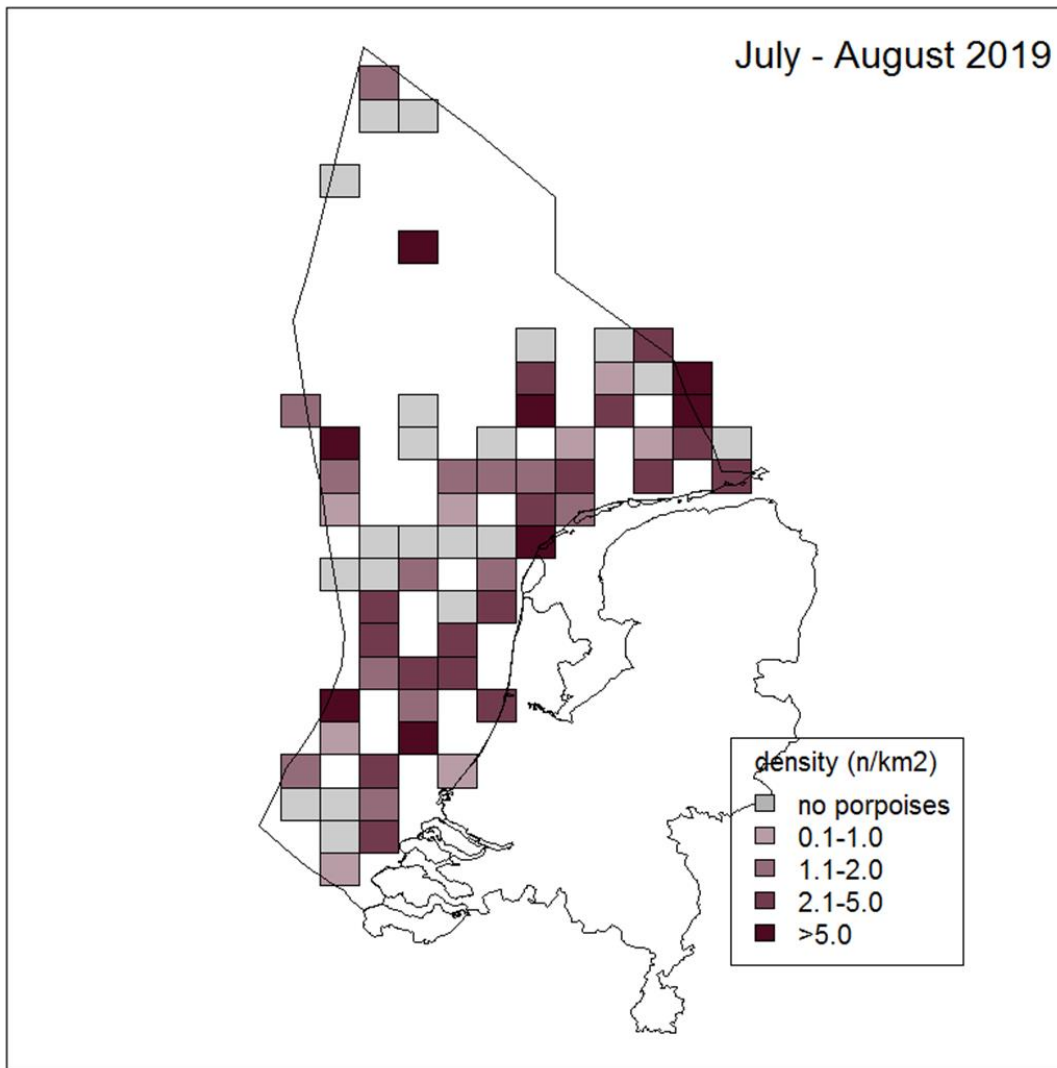 July - August 2019
density (n/km2)
no porpoises
0.1-1.0
1.1-2.0
2.1-5.0
>5.0